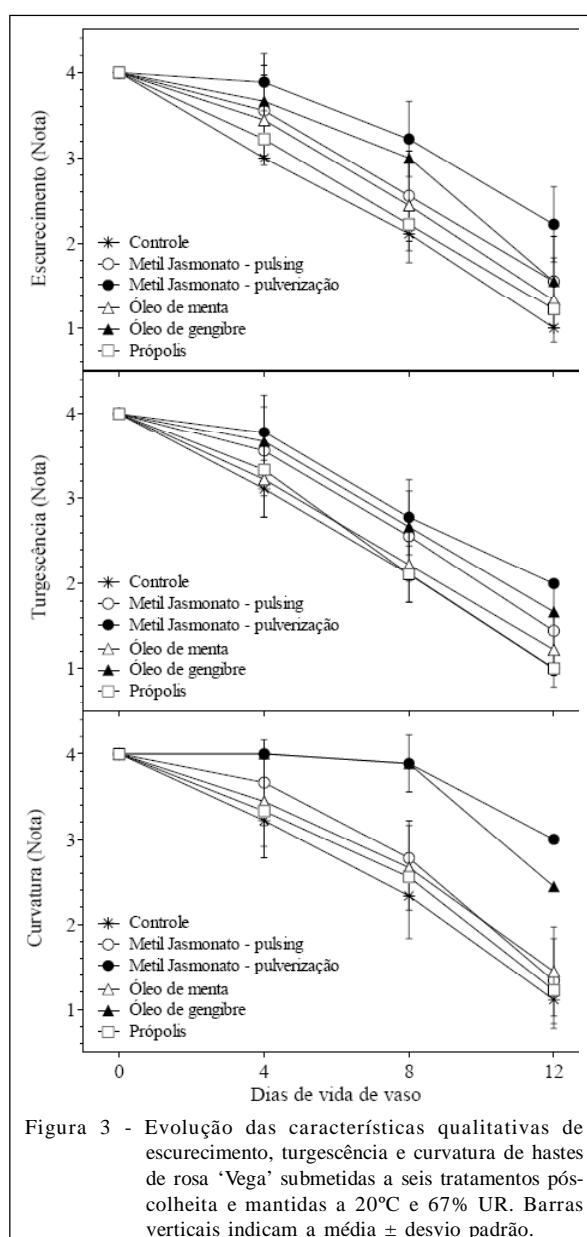 Escurecimento (Nota)
4
3
2
1
Controle
Metil Jasmonato - pulsing
Metil Jasmonato - pulverização
Óleo de menta
Óleo de gengibre
Própolis
Turgescência (Nota)
4
3
2
1
Controle
Metil Jasmonato - pulsing
Metil Jasmonato - pulverização
Óleo de menta
Óleo de gengibre
Própolis
Curvatura (Nota)
4
3
2
1
Controle
Metil Jasmonato - pulsing
Metil Jasmonato - pulverização
Óleo de menta
Óleo de gengibre
Própolis
0 4 8 12
Dias de vida de vaso
Figura 3 - Evolução das características qualitativas de
escurecimento, turgescência e curvatura de hastes
de rosa ‘Vega’ submetidas a seis tratamentos pós-
colheita e mantidas a 20ºC e 67% UR. Barras
verticais indicam a média ± desvio padrão.